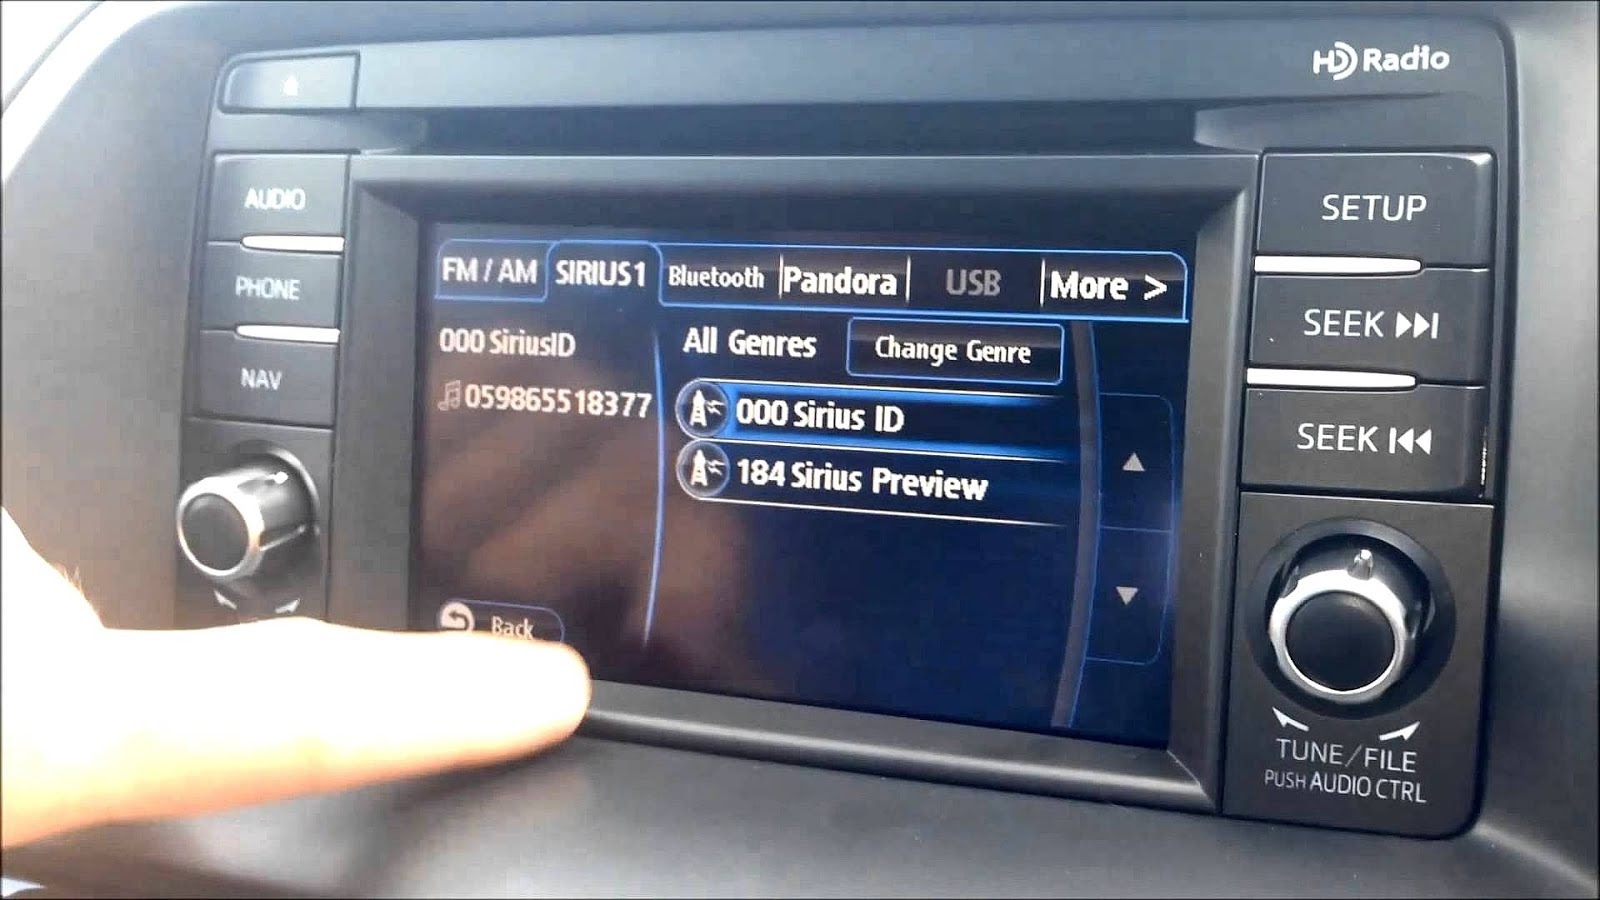 HD Radio
AUDIO
PHONE
NAV
FM / AM SIRIUS1 Bluetooth Pandora USB More >
000 SiriusID
059865518377
All Genres Change Genre
000 Sirius ID
184 Sirius Preview
Back
SETUP
SEEK
SEEK
TUNE/FILE
PUSH AUDIO CTRL